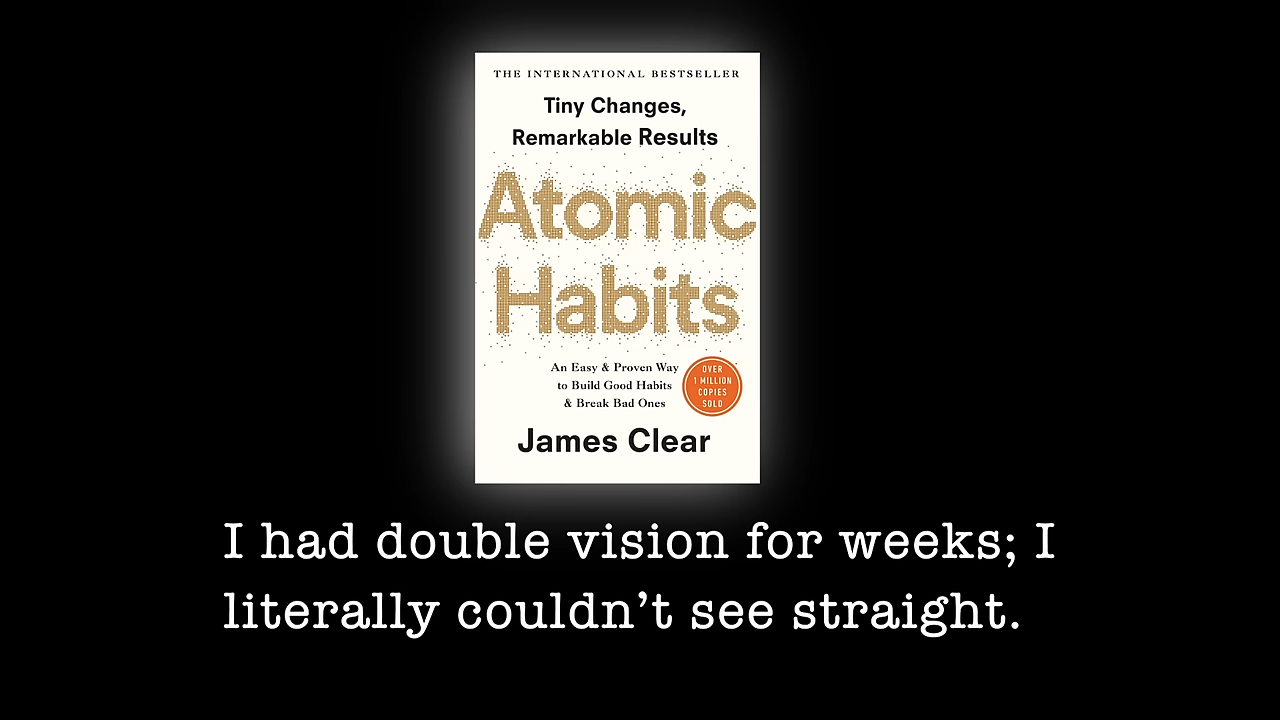 THE INTERNATIONAL BESTSELLER
Tiny Changes,
Remarkable Results
Atomic
Habits
An Easy & Proven Way
to Build Good Habits
& Break Bad Ones
OVER
1 MILLION
COPIES
SOLD
James Clear
I had double vision for weeks; I
literally couldn’t see straight.